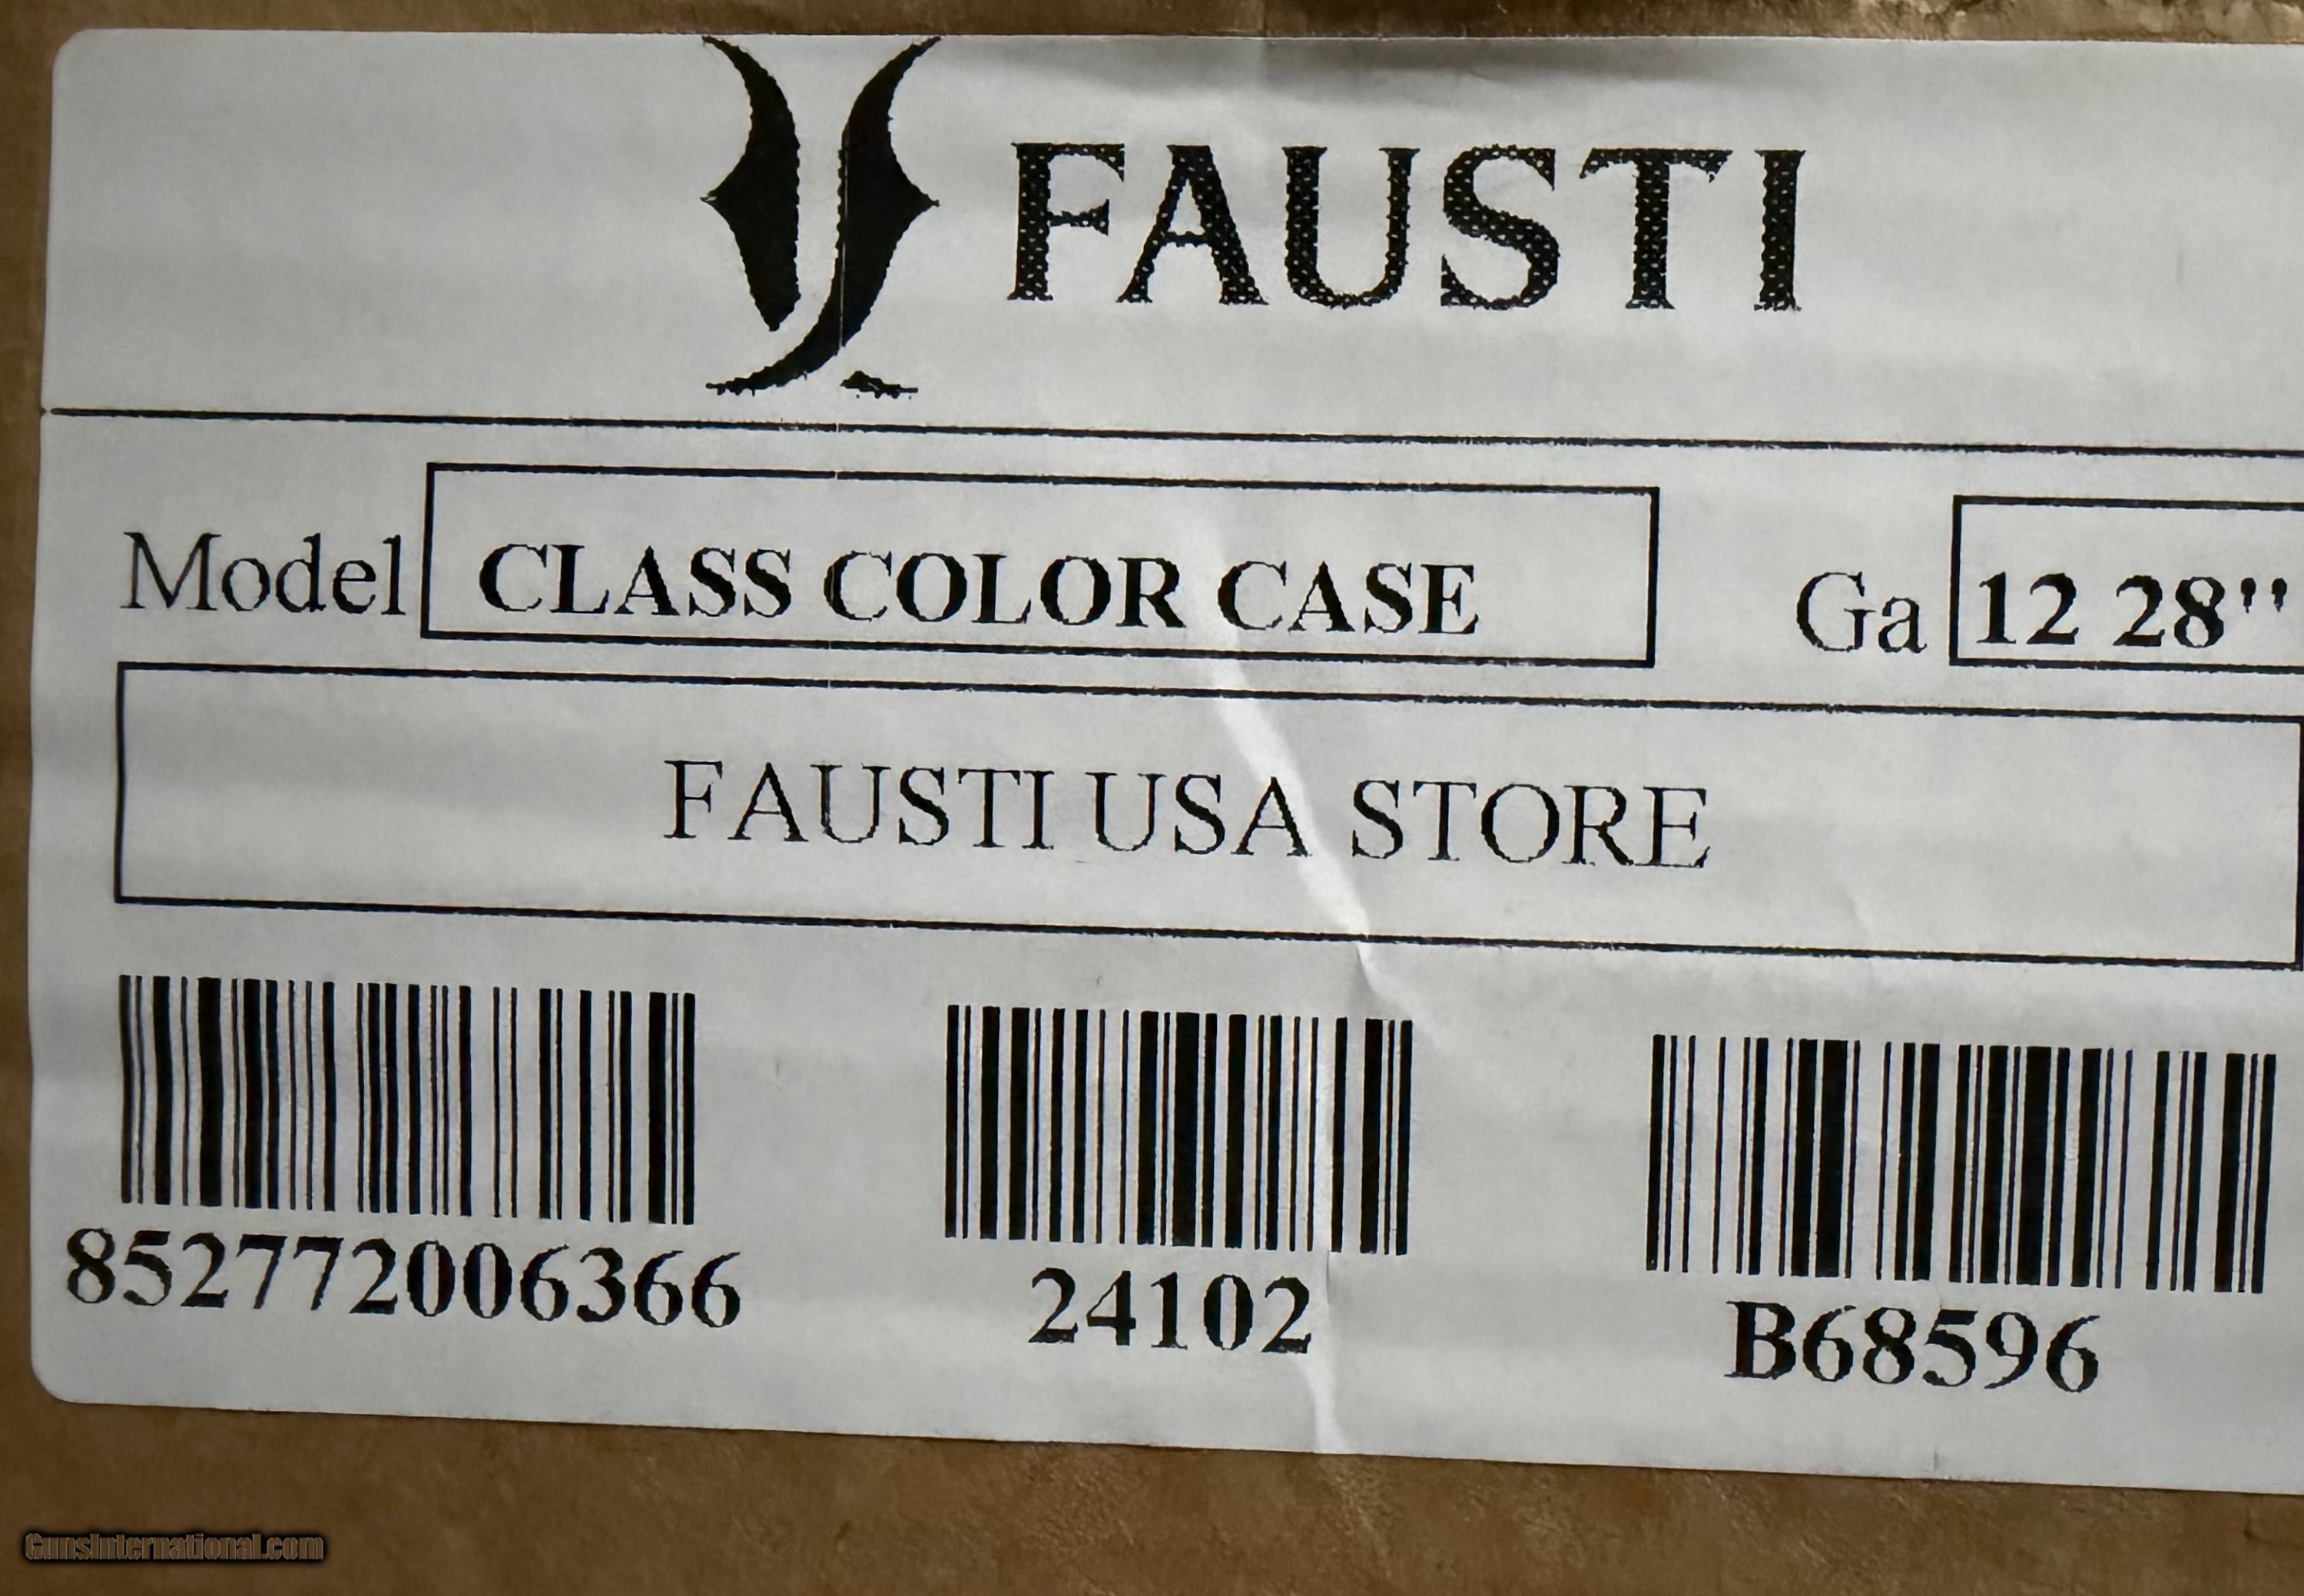 FAUSTI
Model CLASS COLOR CASE Ga 12 28"
FAUSTI USA STORE
852772006366 24102 B68596
GunsInternational.com